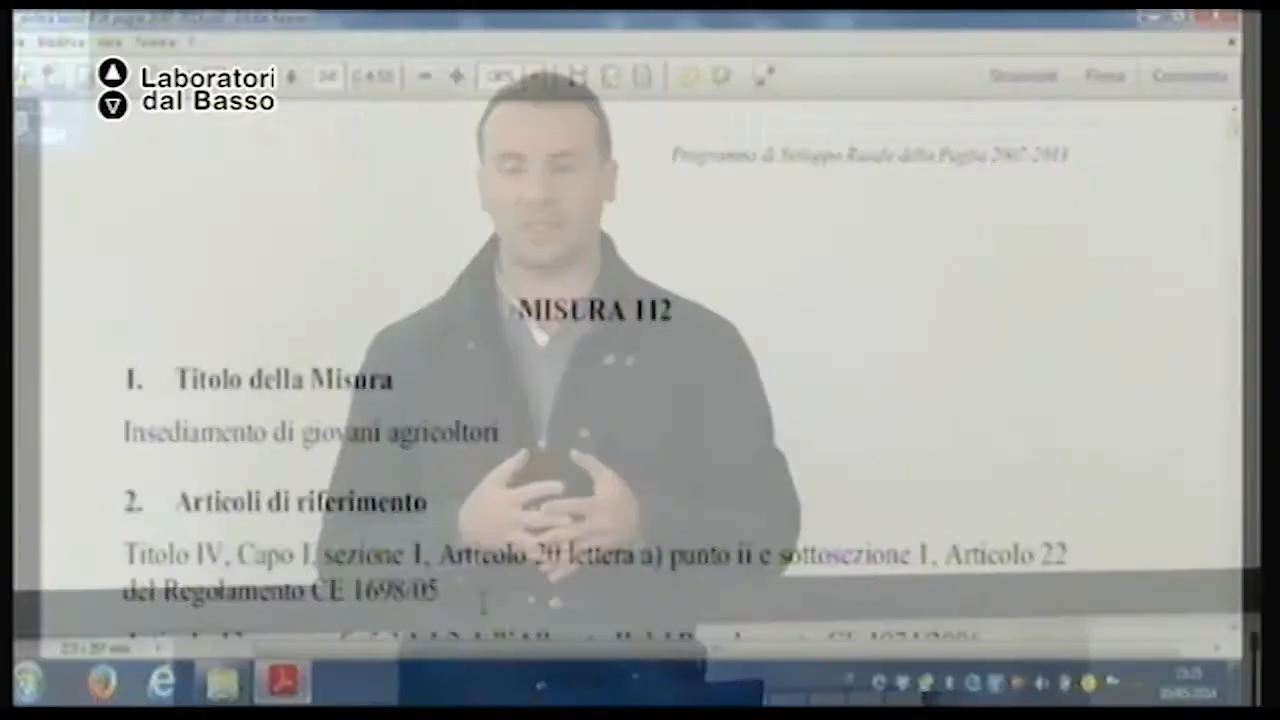 Laboratori
dal Basso
Programma di Sviluppo Rurale della Puglia 2007-2013
MISURA 112
1. Titolo della Misura
Insediamento di giovani agricoltori
2. Articoli di riferimento
Titolo IV, Capo I, sezione 1, Articolo 20 lettera a) punto ii e sottosezione 1, Articolo 22
del Regolamento CE 1698/05